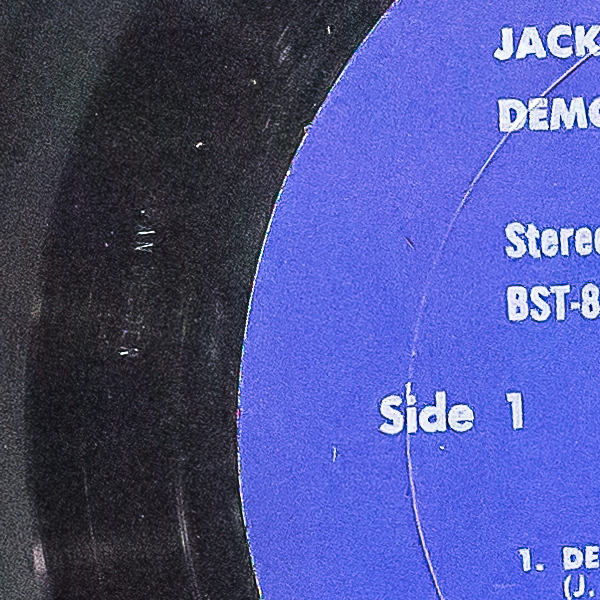 JACK
DEMO
Stereo
BST-8
Side 1
1. DE
(J.